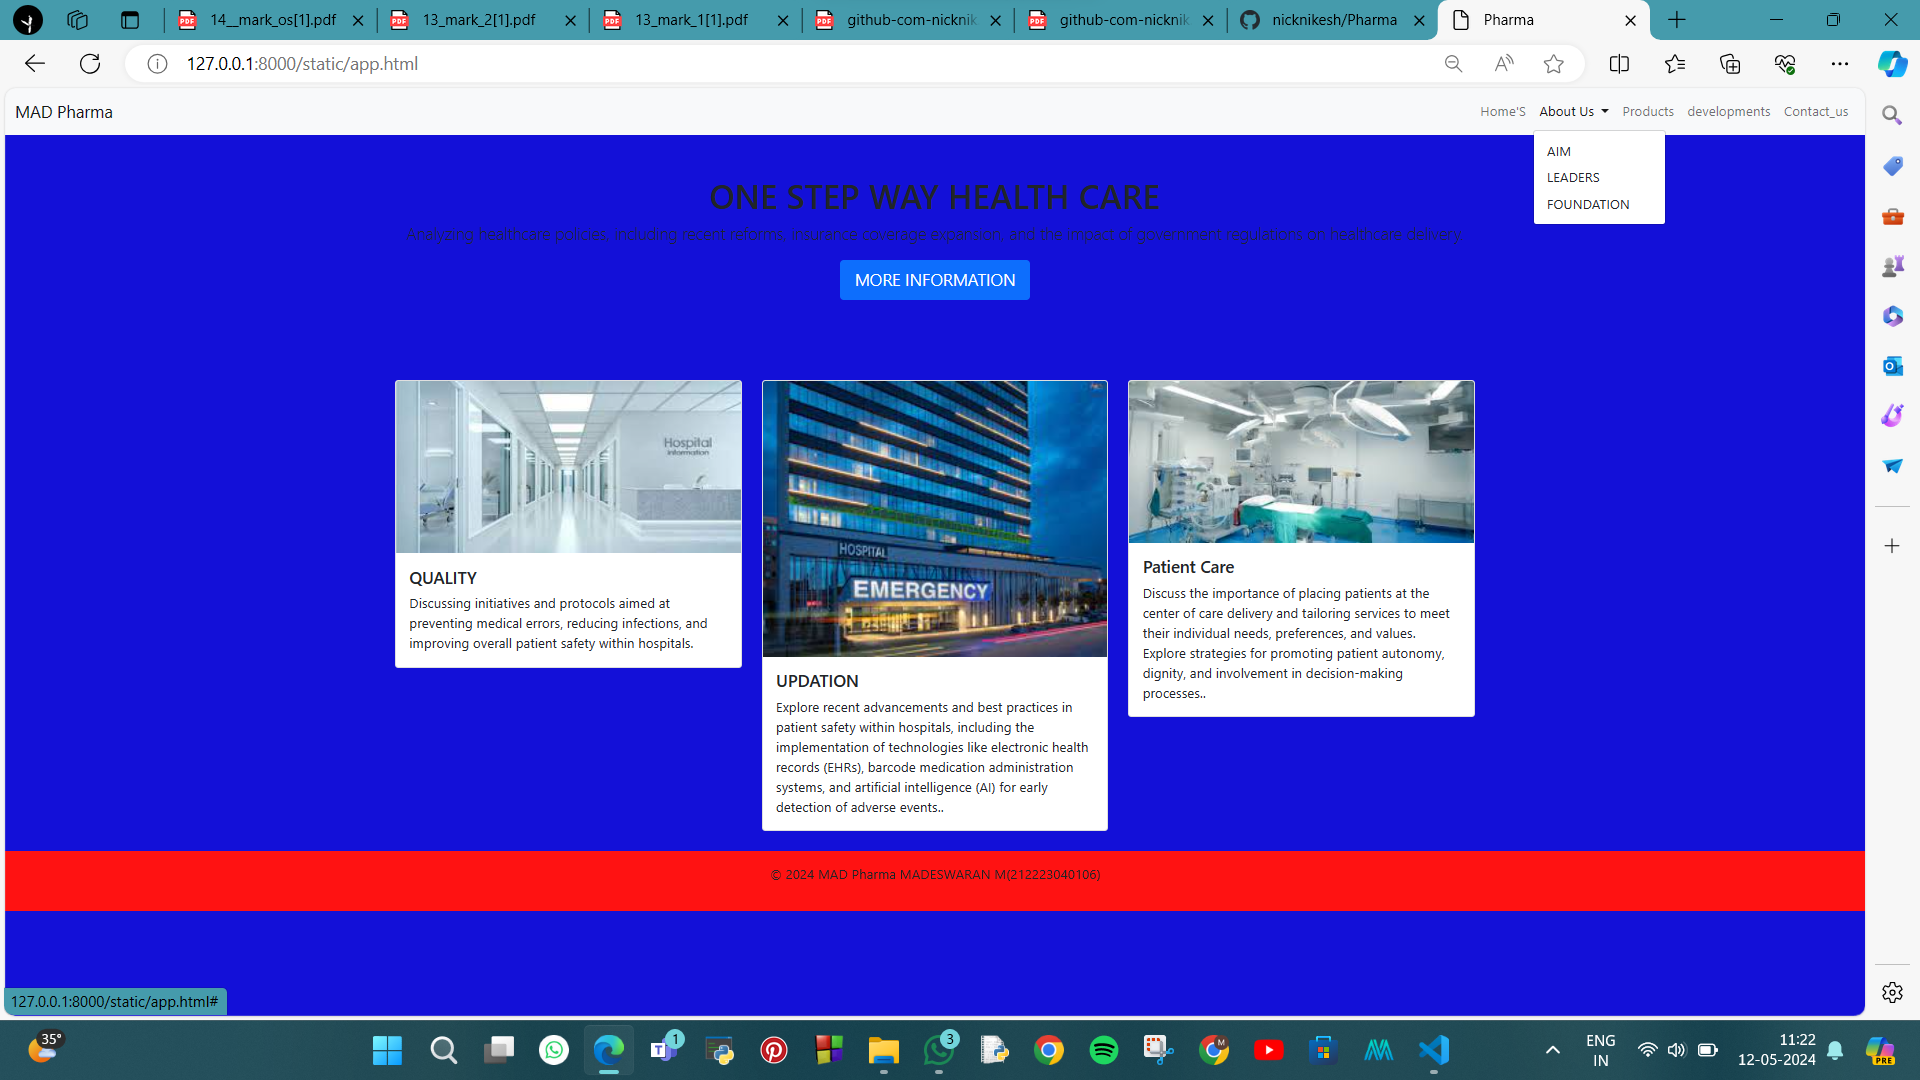 14__mark_os[1].pdf
13_mark_2[1].pdf
13_mark_1[1].pdf
github-com-nicknik
github-com-nicknik
nicknikesh/Pharma
Pharma
127.0.0.1:8000/static/app.html
MAD Pharma
Home'S
About Us
Products
developments
Contact_us
AIM
LEADERS
FOUNDATION
ONE STEP WAY HEALTH CARE
Analyzing healthcare policies, including recent reforms, insurance coverage expansion, and the impact of government regulations on healthcare delivery.
MORE INFORMATION
Hospital
information
QUALITY
Discussing initiatives and protocols aimed at
preventing medical errors, reducing infections, and
improving overall patient safety within hospitals.
HOSPITAL
EMERGENCY
UPDATION
Explore recent advancements and best practices in
patient safety within hospitals, including the
implementation of technologies like electronic health
records (EHRs), barcode medication administration
systems, and artificial intelligence (AI) for early
detection of adverse events..
Patient Care
Discuss the importance of placing patients at the
center of care delivery and tailoring services to meet
their individual needs, preferences, and values.
Explore strategies for promoting patient autonomy,
dignity, and involvement in decision-making
processes..
© 2024 MAD Pharma MADESWARAN M(212223040106)
127.0.0.1:8000/static/app.html#
35°
1
3
M
ENG
IN
11:22
12-05-2024
PRE